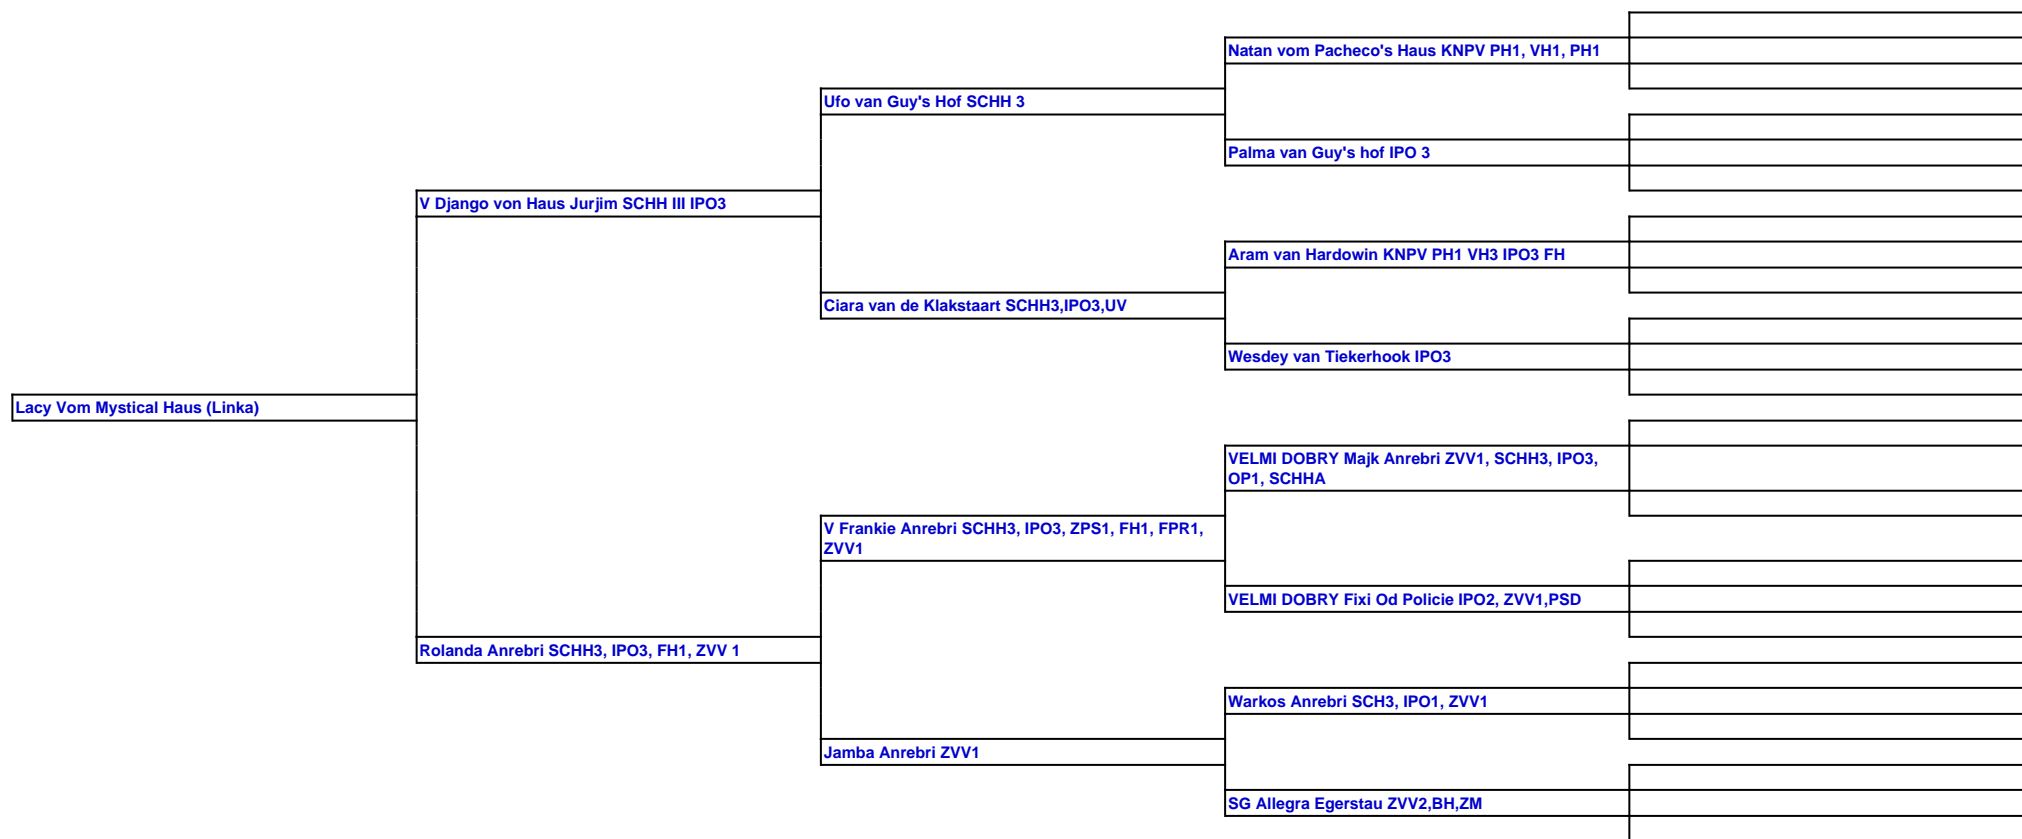 Natan vom Pacheco's Haus KNPV PH1, VH1, PH1
Ufo van Guy's Hof SCHH 3
Palma van Guy's hof IPO 3
V Django von Haus Jurjim SCHH III IPO3
Aram van Hardowin KNPV PH1 VH3 IPO3 FH
Ciara van de Klakstaart SCHH3,IPO3,UV
Wesdey van Tiekerhook IPO3
Lacy Vom Mystical Haus (Linka)
VELMI DOBRY Majk Anrebri ZVV1, SCHH3, IPO3,
OP1, SCHHA
V Frankie Anrebri SCHH3, IPO3, ZPS1, FH1, FPR1,
ZVV1
VELMI DOBRY Fixi Od Policie IPO2, ZVV1,PSD
Rolanda Anrebri SCHH3, IPO3, FH1, ZVV 1
Warkos Anrebri SCH3, IPO1, ZVV1
Jamba Anrebri ZVV1
SG Allegra Egerstau ZVV2,BH,ZM